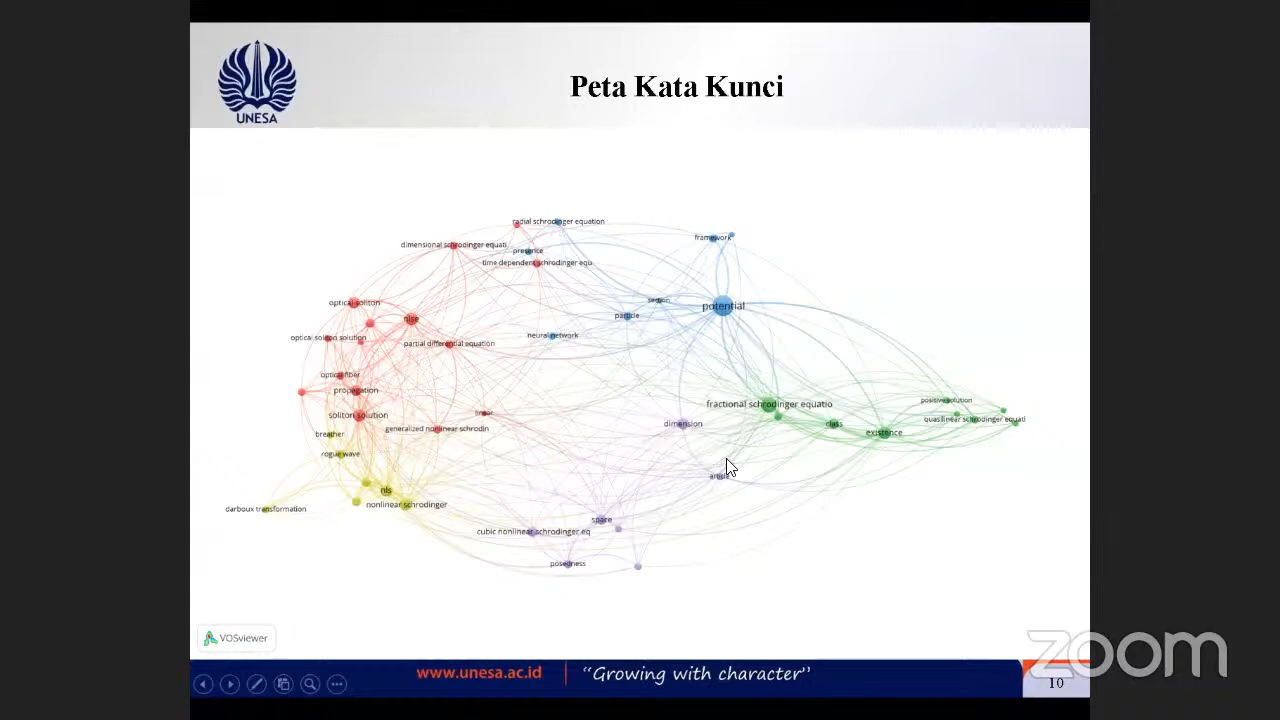 UNESA
Peta Kata Kunci
radial schrodinger equation
framework
dimensional schrodinger equati
presence
time dependent schrodinger equ
section
potential
optical soliton
nlse
particle
optical soliton solution
partial differential equation
neural network
optical fiber
propagation
positive solution
fractional schrodinger equatio
soliton solution
linear
quasilinear schrodinger equati
dimension
class
generalized nonlinear schrodin
existence
breather
rogue wave
article
nls
nonlinear schrodinger
darboux transformation
space
cubic nonlinear schrodinger eq
posedness
VOSviewer
www.unesa.ac.id
“Growing with character”
zoom
10